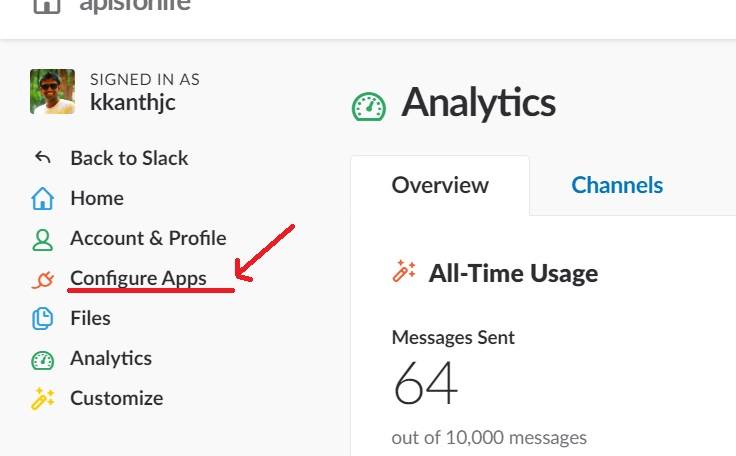 SIGNED IN AS
kkanthjc
Back to Slack
Home
Account & Profile
Configure Apps
Files
Analytics
Customize
Analytics
Overview
Channels
All-Time Usage
Messages Sent
64
out of 10,000 messages